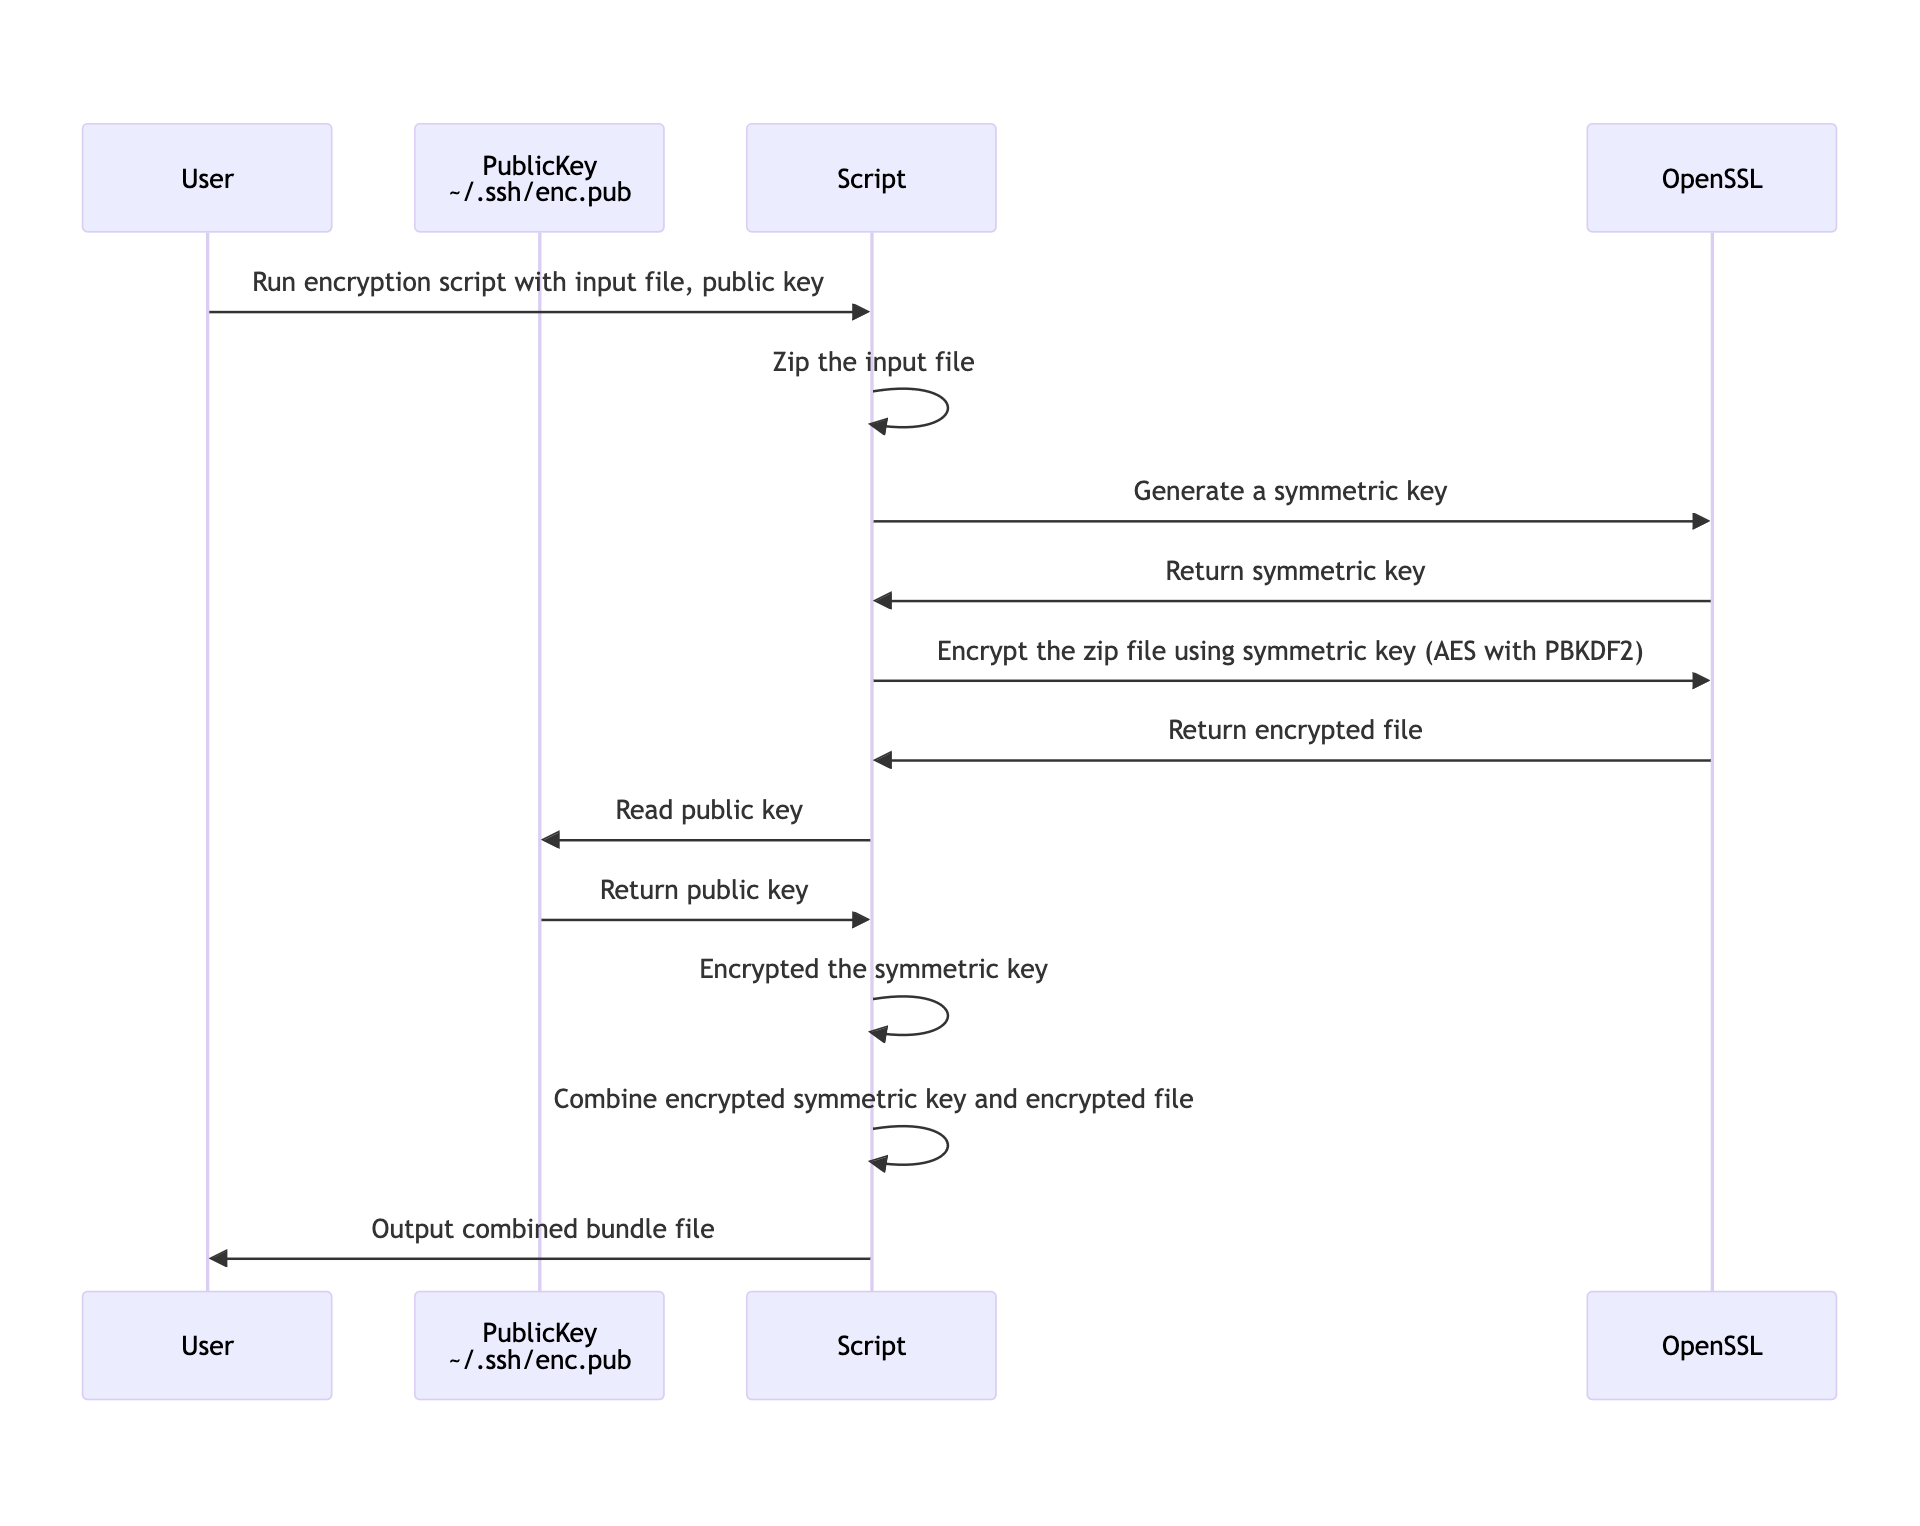 User
PublicKey
~/.ssh/enc.pub
Script
OpenSSL
Run encryption script with input file, public key
Zip the input file
Generate a symmetric key
Return symmetric key
Encrypt the zip file using symmetric key (AES with PBKDF2)
Return encrypted file
Read public key
Return public key
Encrypted the symmetric key
Combine encrypted symmetric key and encrypted file
Output combined bundle file
User
PublicKey
~/.ssh/enc.pub
Script
OpenSSL